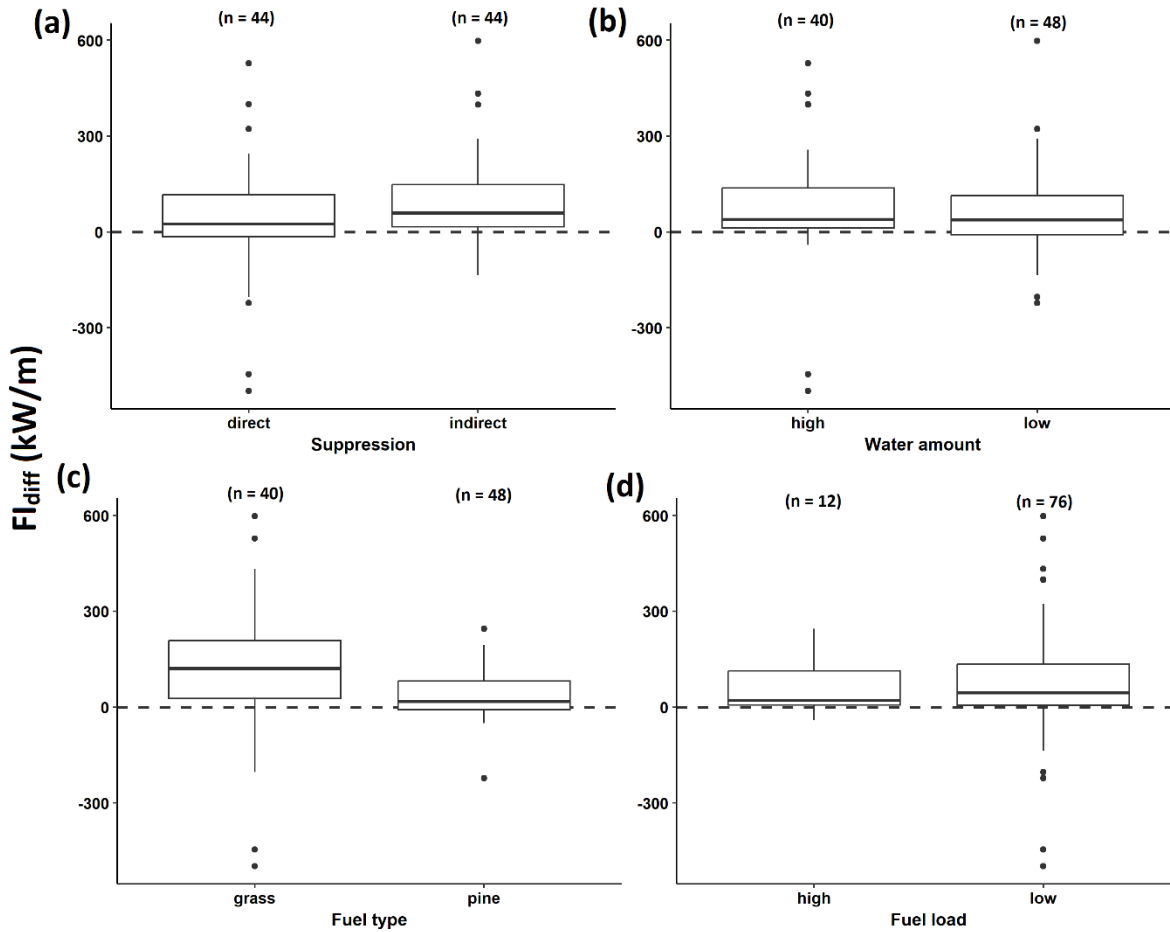 (a)
(n = 44)
(n = 44)
600
300
0
-300
direct
indirect
Suppression
(b)
(n = 40)
(n = 48)
600
300
0
-300
high
low
Water amount
FIdiff (kW/m)
(c)
(n = 40)
(n = 48)
600
300
0
-300
grass
pine
Fuel type
(d)
(n = 12)
(n = 76)
600
300
0
-300
high
low
Fuel load